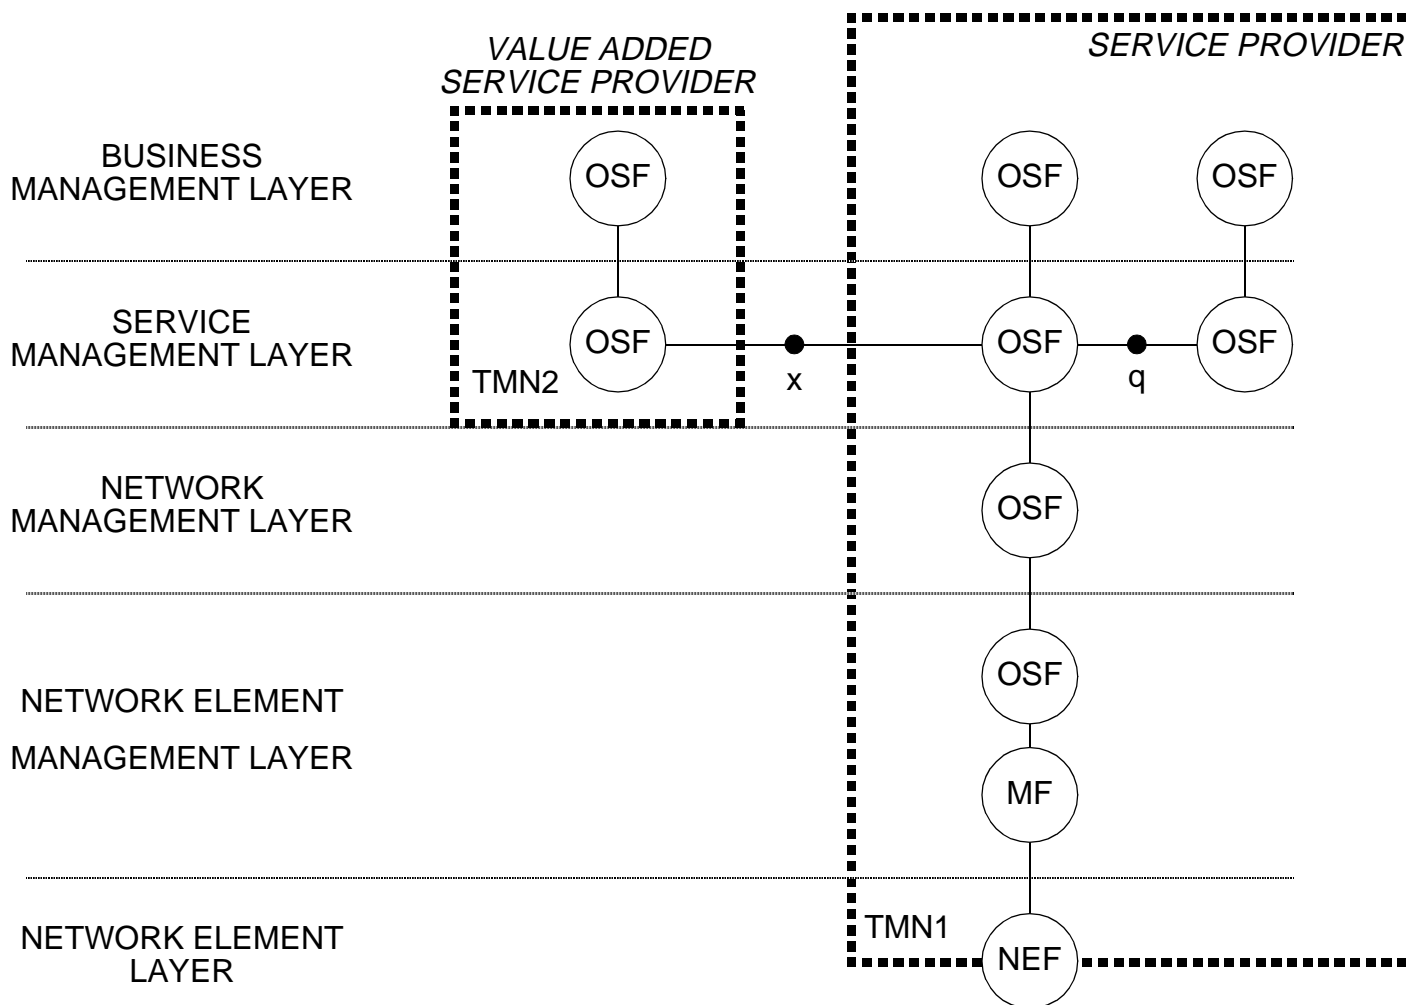 VALUE ADDED
SERVICE PROVIDER
SERVICE PROVIDER
BUSINESS
MANAGEMENT LAYER
OSF
OSF
OSF
SERVICE
MANAGEMENT LAYER
OSF
OSF
OSF
TMN2
x
q
NETWORK
MANAGEMENT LAYER
OSF
NETWORK ELEMENT
MANAGEMENT LAYER
OSF
MF
NETWORK ELEMENT
LAYER
TMN1
NEF